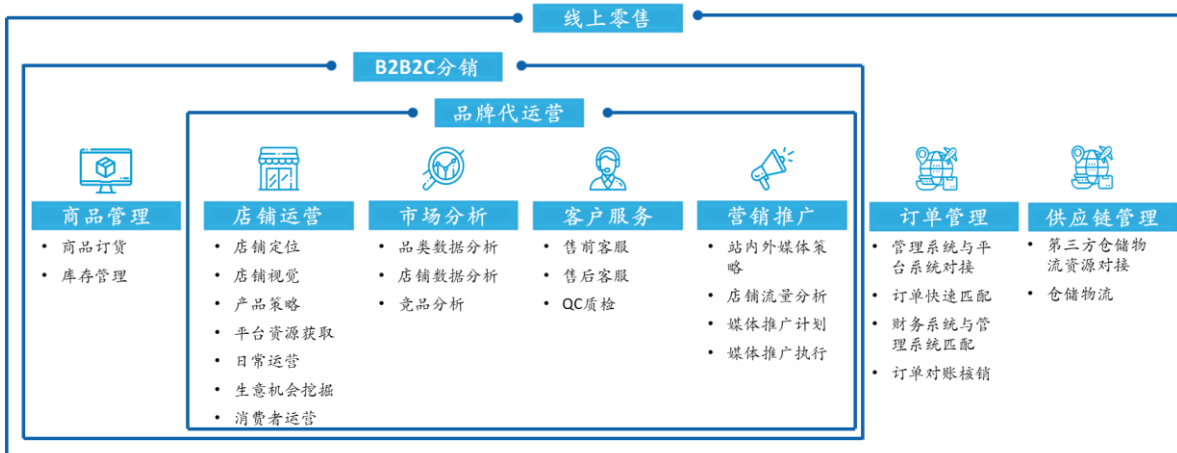 线上零售
B2B2C分销
品牌代运营
商品管理
• 商品订货
• 库存管理
店铺运营
• 店铺定位
• 店铺视觉
• 产品策略
• 平台资源获取
• 日常运营
• 生意机会挖掘
• 消费者运营
市场分析
• 品类数据分析
• 店铺数据分析
• 竞品分析
客户服务
• 售前客服
• 售后客服
• QC质检
营销推广
• 站内外媒体策
略
• 店铺流量分析
• 媒体推广计划
• 媒体推广执行
订单管理
• 管理系统与平
台系统对接
• 订单快速匹配
• 财务系统与管
理系统匹配
• 订单对账核销
供应链管理
• 第三方仓储物
流资源对接
• 仓储物流